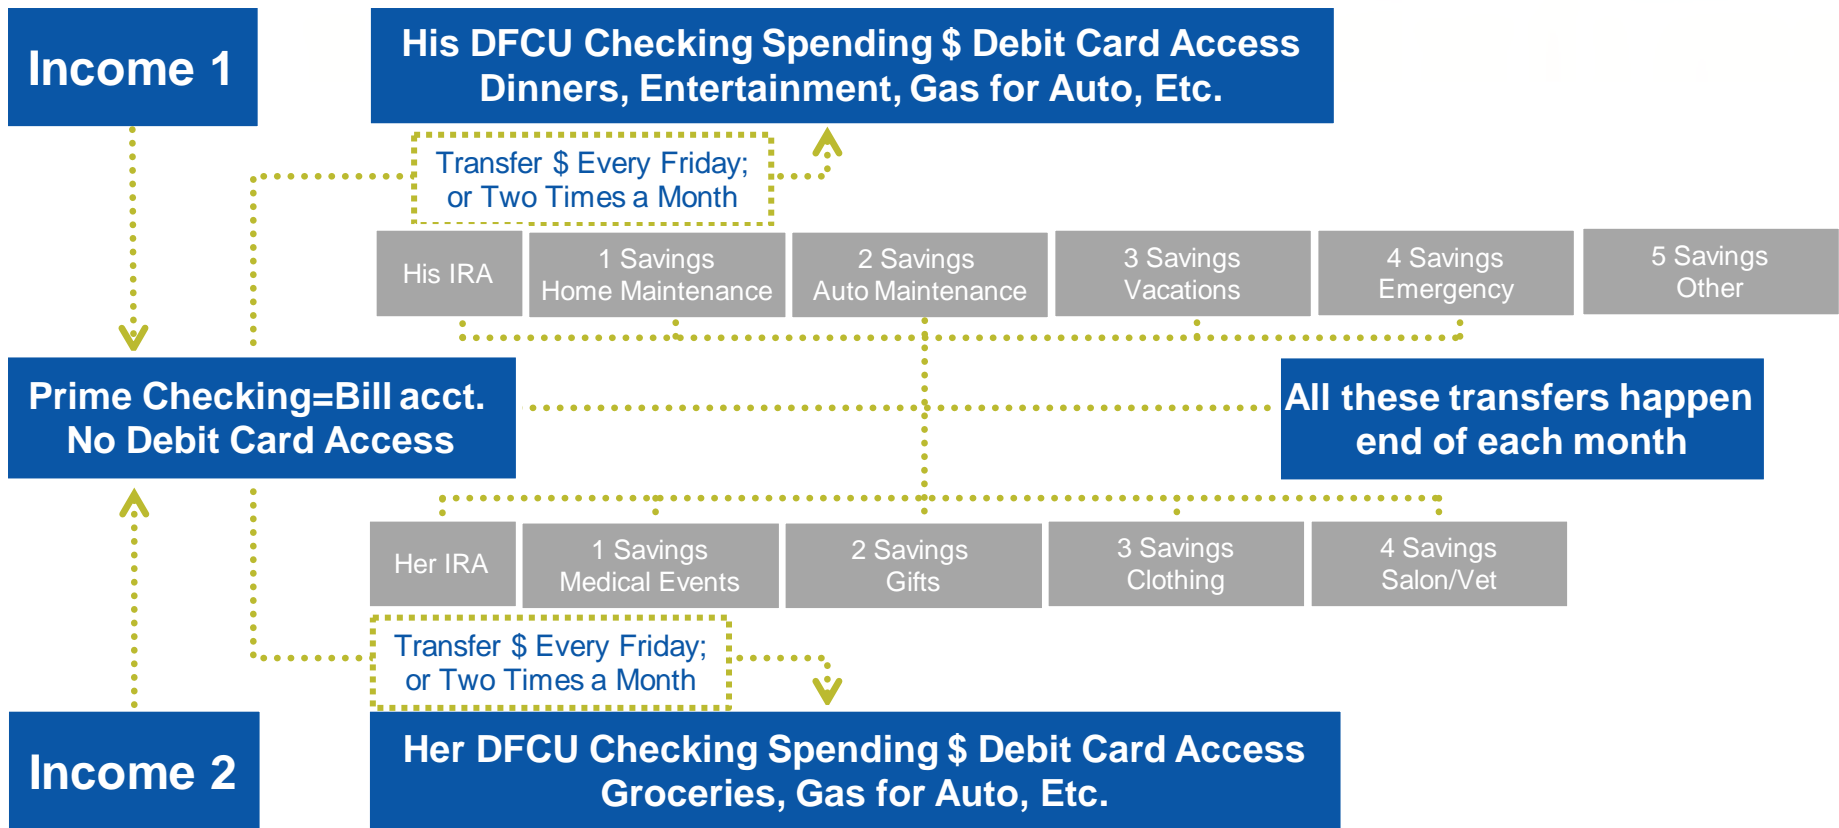 Income 1
His DFCU Checking Spending $ Debit Card Access
Dinners, Entertainment, Gas for Auto, Etc.
Transfer $ Every Friday;
or Two Times a Month
His IRA
1 Savings
Home Maintenance
2 Savings
Auto Maintenance
3 Savings
Vacations
4 Savings
Emergency
5 Savings
Other
Prime Checking=Bill acct.
No Debit Card Access
All these transfers happen
end of each month
Her IRA
1 Savings
Medical Events
2 Savings
Gifts
3 Savings
Clothing
4 Savings
Salon/Vet
Transfer $ Every Friday;
or Two Times a Month
Income 2
Her DFCU Checking Spending $ Debit Card Access
Groceries, Gas for Auto, Etc.